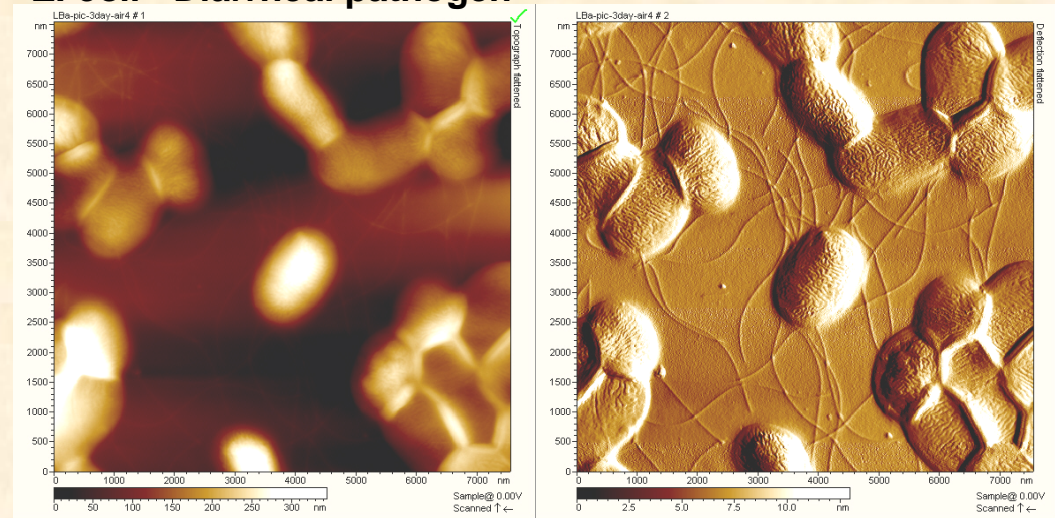 E. coli - Diarrheal pathogen
LBa-pic-3day-air4 # 1
nm
7000
6500
6000
5500
5000
4500
4000
3500
3000
2500
2000
1500
1000
500
0
0 1000 2000 3000 4000 5000 6000 7000 nm
Topograph flattened
0 50 100 150 200 250 300 nm
Sample@ 0.00V
Scanned ↑ ←
LBa-pic-3day-air4 # 2
nm
7000
6500
6000
5500
5000
4500
4000
3500
3000
2500
2000
1500
1000
500
0
0 1000 2000 3000 4000 5000 6000 7000 nm
Deflection flattened
0 2.5 5.0 7.5 10.0 nm
Sample@ 0.00V
Scanned ↑ ←